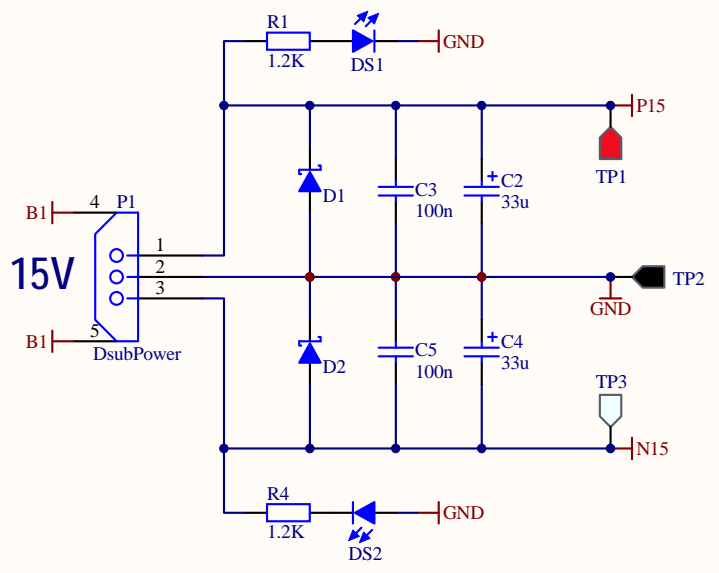 R1
1.2K
DS1
GND
P15
TP1
D1
C3
100n
+
C2
33u
B1
4
P1
1
2
3
15V
TP2
GND
B1
5
DsubPower
D2
C5
100n
+
C4
33u
TP3
N15
R4
1.2K
DS2
GND